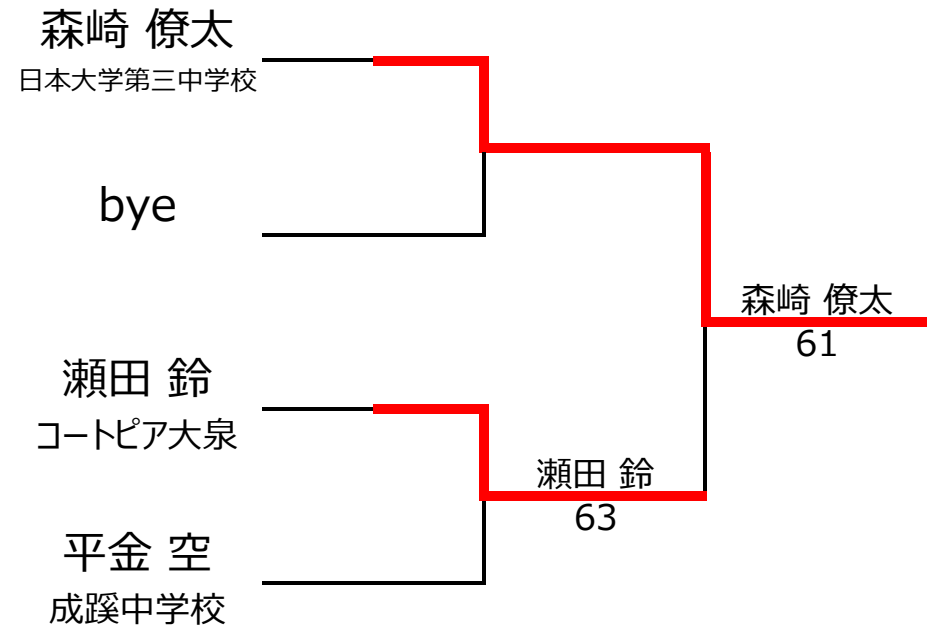 森崎 僚太
日本大学第三中学校
bye
森崎 僚太
61
瀬田 鈴
コートピア大泉
瀬田 鈴
63
平金 空
成蹊中学校